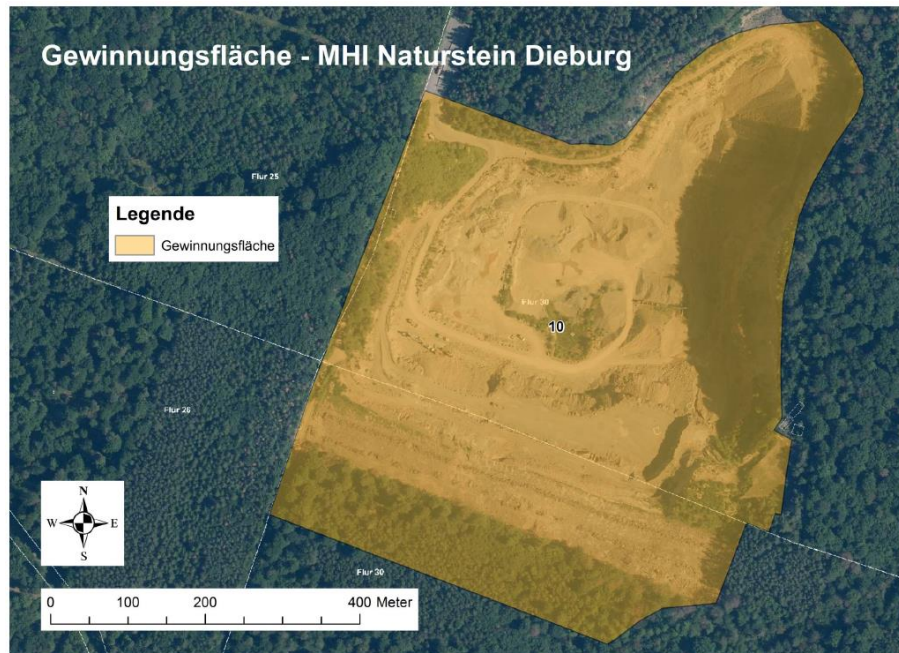 Gewinnungsfläche - MHI Naturstein Dieburg
Flur 25
Legende
Gewinnungsfläche
Flur 30
10
Flur 26
N
W E
S
Flur 30
0 100 200 400 Meter